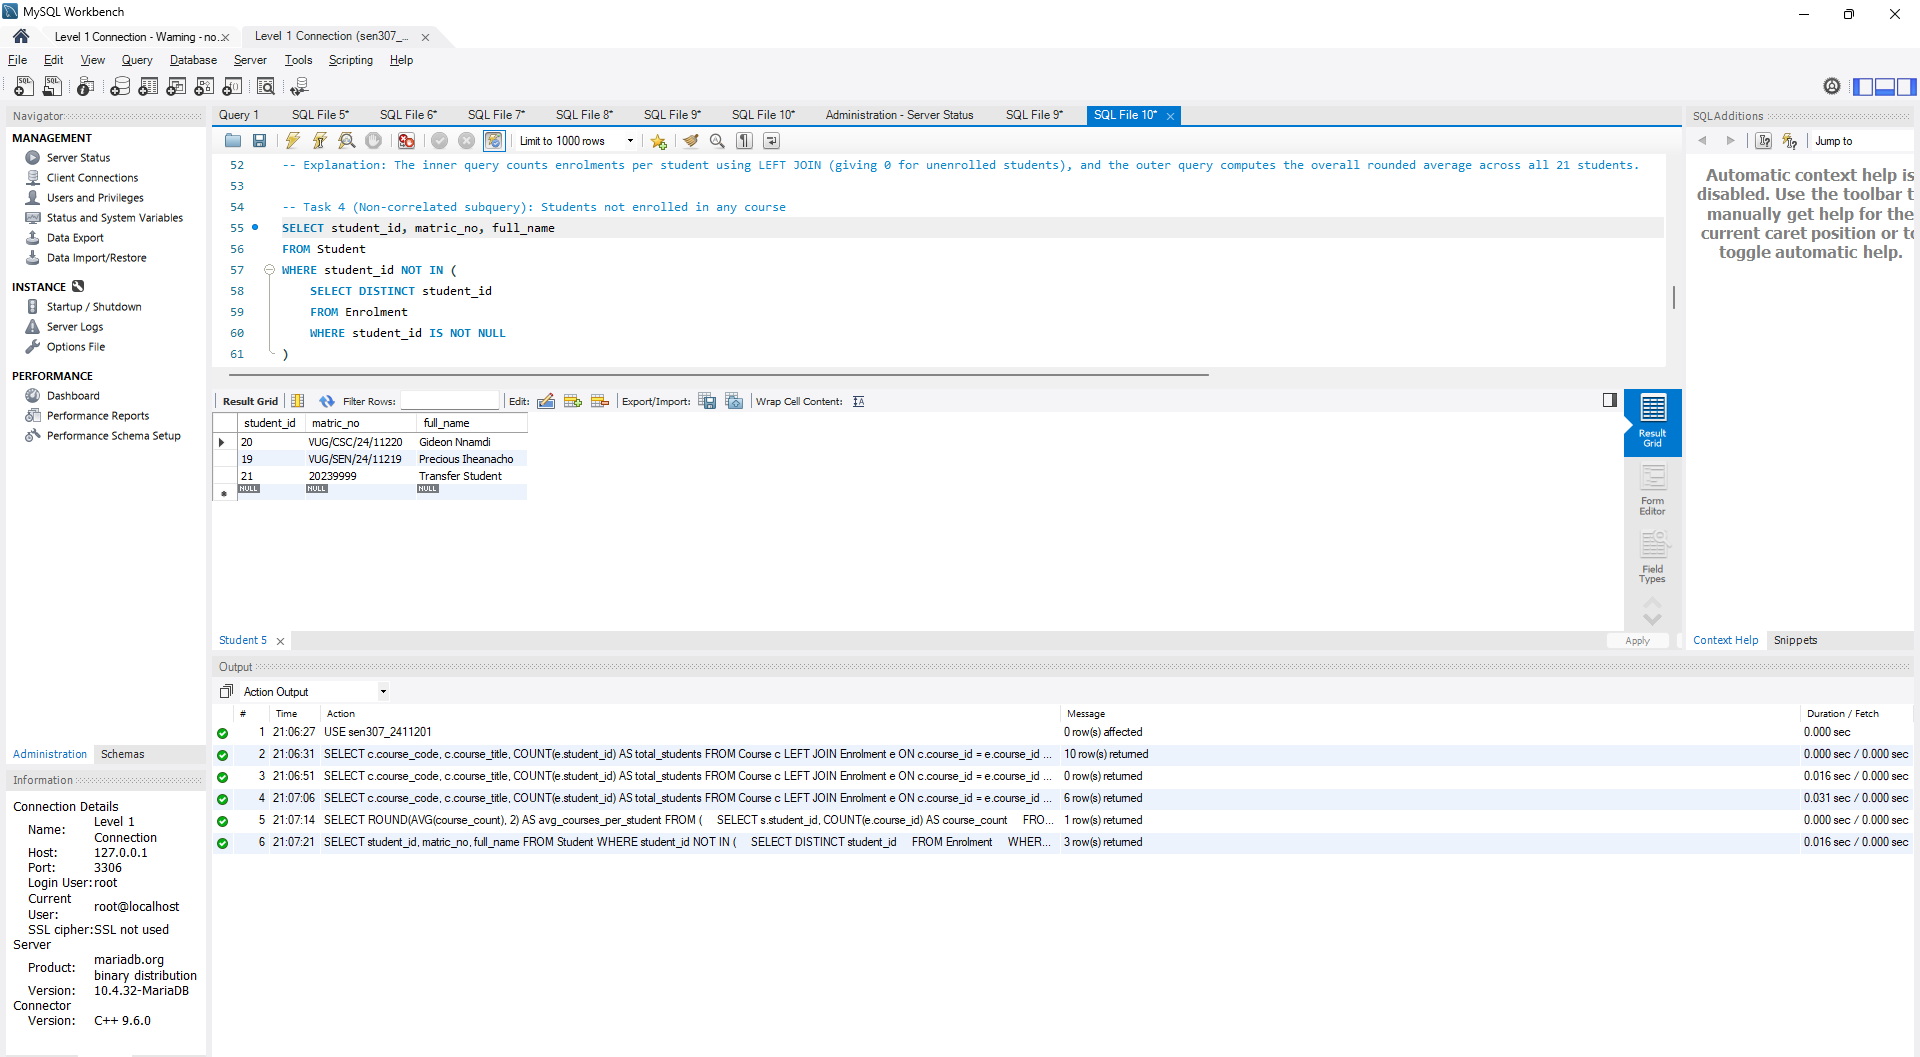 MySQL Workbench
Level 1 Connection - Warning - no...
Level 1 Connection (sen307_...
File Edit View Query Database Server Tools Scripting Help
Navigator
MANAGEMENT
Server Status
Client Connections
Users and Privileges
Status and System Variables
Data Export
Data Import/Restore
INSTANCE
Startup / Shutdown
Server Logs
Options File
PERFORMANCE
Dashboard
Performance Reports
Performance Schema Setup
Administration Schemas
Information
Connection Details
Name: Level 1 Connection
Host: 127.0.0.1
Port: 3306
Login User: root
Current User: root@localhost
SSL cipher: SSL not used
Server
Product: mariadb.org binary distribution
Version: 10.4.32-MariaDB
Connector
Version: C++ 9.6.0
Query 1 SQL File 5* SQL File 6* SQL File 7* SQL File 8* SQL File 9* SQL File 10* Administration - Server Status SQL File 9* SQL File 10*
Limit to 1000 rows
52 -- Explanation: The inner query counts enrolments per student using LEFT JOIN (giving 0 for unenrolled students), and the outer query computes the overall rounded average across all 21 students.
53
54 -- Task 4 (Non-correlated subquery): Students not enrolled in any course
55 SELECT student_id, matric_no, full_name
56 FROM Student
57 WHERE student_id NOT IN (
58 SELECT DISTINCT student_id
59 FROM Enrolment
60 WHERE student_id IS NOT NULL
61 )
Result Grid Filter Rows: Edit: Export/Import: Wrap Cell Content:
student_id matric_no full_name
20 VUG/CSC/24/11220 Gideon Nnamdi
19 VUG/SEN/24/11219 Precious Iheanacho
21 20239999 Transfer Student
NULL NULL NULL
Result Grid
Form Editor
Field Types
Student 5
Apply
SQLAdditions
Jump to
Automatic context help is
disabled. Use the toolbar t
manually get help for the
current caret position or to
toggle automatic help.
Context Help Snippets
Output
Action Output
# Time Action Message Duration / Fetch
1 21:06:27 USE sen307_2411201 0 row(s) affected 0.000 sec
2 21:06:31 SELECT c.course_code, c.course_title, COUNT(e.student_id) AS total_students FROM Course c LEFT JOIN Enrolment e ON c.course_id = e.course_id ... 10 row(s) returned 0.000 sec / 0.000 sec
3 21:06:51 SELECT c.course_code, c.course_title, COUNT(e.student_id) AS total_students FROM Course c LEFT JOIN Enrolment e ON c.course_id = e.course_id ... 0 row(s) returned 0.016 sec / 0.000 sec
4 21:07:06 SELECT c.course_code, c.course_title, COUNT(e.student_id) AS total_students FROM Course c LEFT JOIN Enrolment e ON c.course_id = e.course_id ... 6 row(s) returned 0.031 sec / 0.000 sec
5 21:07:14 SELECT ROUND(AVG(course_count), 2) AS avg_courses_per_student FROM ( SELECT s.student_id, COUNT(e.course_id) AS course_count FRO... 1 row(s) returned 0.000 sec / 0.000 sec
6 21:07:21 SELECT student_id, matric_no, full_name FROM Student WHERE student_id NOT IN ( SELECT DISTINCT student_id FROM Enrolment WHER... 3 row(s) returned 0.016 sec / 0.000 sec